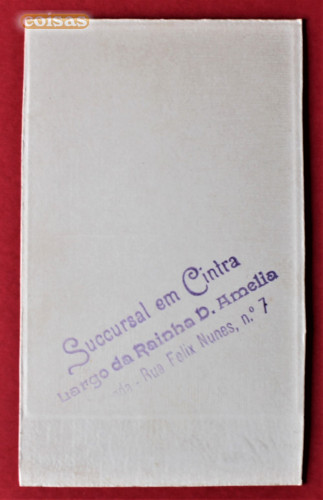 coisas
Succursal em Cintra
Largo da Rainha D. Amelia
Rua Felix Nunes, n.º 7